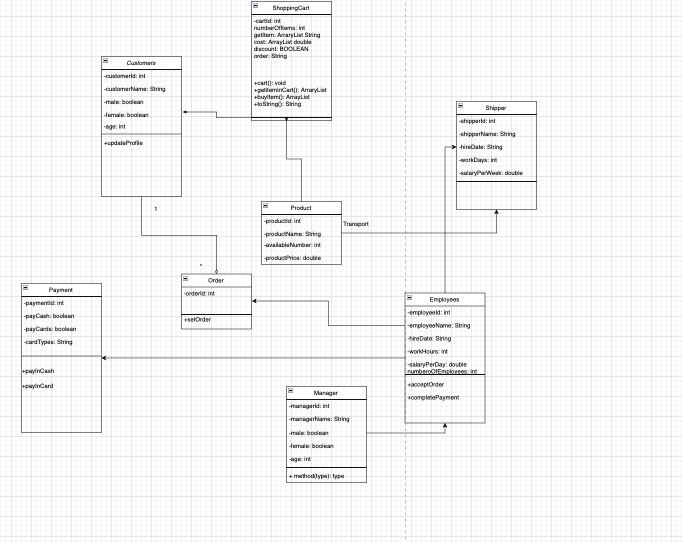 ShoppingCart
-cartId: int
numberOfItems: int
getItem: ArraryList String
cost: ArrayList double
discount: BOOLEAN
order: String
+cart(): void
+getItemInCart(): ArraryList
+buyItem(): ArrayList
+toString(): String
Customers
-customerId: int
-customerName: String
-male: boolean
-female: boolean
-age: int
+updateProfile
Shipper
-shipperId: int
-shipperName: String
-hireDate: String
-workDays: int
-salaryPerWeek: double
Product
-productId: int
-productName: String
-availableNumber: int
-productPrice: double
Transport
1
*
Order
-orderId: int
+setOrder
Payment
-paymentId: int
-payCash: boolean
-payCards: boolean
-cardTypes: String
+payInCash
+payInCard
Employees
-employeeId: int
-employeeName: String
-hireDate: String
-workHours: int
-salaryPerDay: double
numberoOfEmployees: int
+acceptOrder
+completePayment
Manager
-managerId: int
-managerName: String
-male: boolean
-female: boolean
-age: int
+ method(type): type